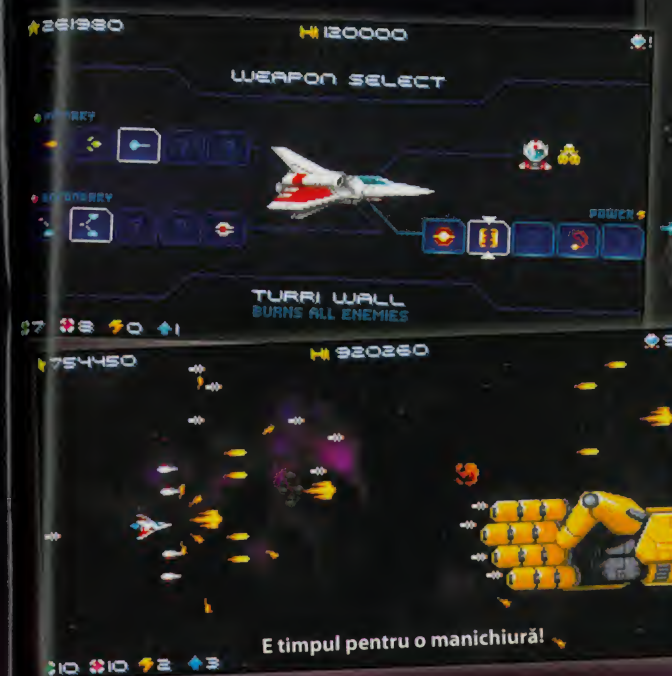 261980
HI 120000
!
WEAPON SELECT
PRIMARY
SECONDARY
POWER
TURRI WALL
BURNS ALL ENEMIES
7 8 0 1
754450
HI 920260
E timpul pentru o manichiură!
10 10 2 3